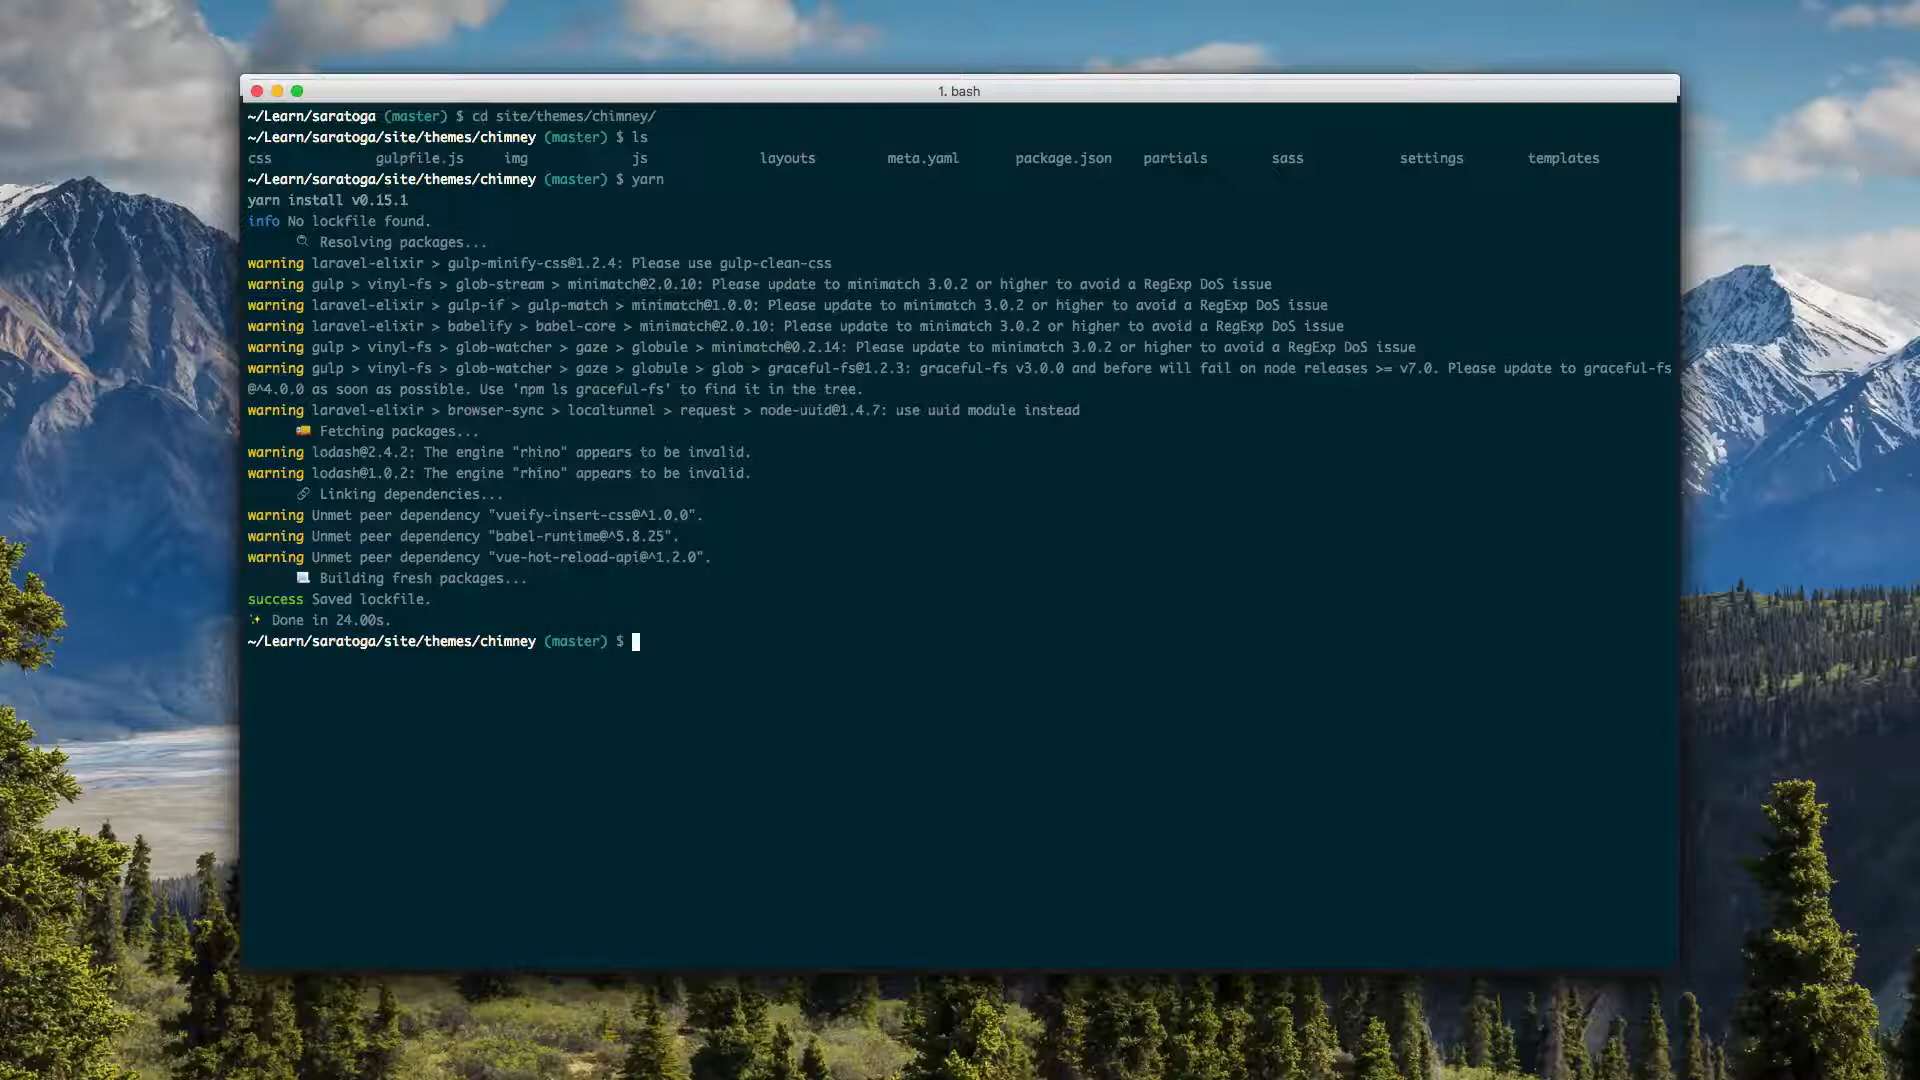 1. bash
~/Learn/saratoga (master) $ cd site/themes/chimney/
~/Learn/saratoga/site/themes/chimney (master) $ ls
css gulpfile.js img js layouts meta.yaml package.json partials sass settings templates
~/Learn/saratoga/site/themes/chimney (master) $ yarn
yarn install v0.15.1
info No lockfile found.
Resolving packages...
warning laravel-elixir > gulp-minify-css@1.2.4: Please use gulp-clean-css
warning gulp > vinyl-fs > glob-stream > minimatch@2.0.10: Please update to minimatch 3.0.2 or higher to avoid a RegExp DoS issue
warning laravel-elixir > gulp-if > gulp-match > minimatch@1.0.0: Please update to minimatch 3.0.2 or higher to avoid a RegExp DoS issue
warning laravel-elixir > babelify > babel-core > minimatch@2.0.10: Please update to minimatch 3.0.2 or higher to avoid a RegExp DoS issue
warning gulp > vinyl-fs > glob-watcher > gaze > globule > minimatch@0.2.14: Please update to minimatch 3.0.2 or higher to avoid a RegExp DoS issue
warning gulp > vinyl-fs > glob-watcher > gaze > globule > glob > graceful-fs@1.2.3: graceful-fs v3.0.0 and before will fail on node releases >= v7.0. Please update to graceful-fs
@^4.0.0 as soon as possible. Use 'npm ls graceful-fs' to find it in the tree.
warning laravel-elixir > browser-sync > localtunnel > request > node-uuid@1.4.7: use uuid module instead
Fetching packages...
warning lodash@2.4.2: The engine "rhino" appears to be invalid.
warning lodash@1.0.2: The engine "rhino" appears to be invalid.
Linking dependencies...
warning Unmet peer dependency "vueify-insert-css@^1.0.0".
warning Unmet peer dependency "babel-runtime@^5.8.25".
warning Unmet peer dependency "vue-hot-reload-api@^1.2.0".
Building fresh packages...
success Saved lockfile.
Done in 24.00s.
~/Learn/saratoga/site/themes/chimney (master) $